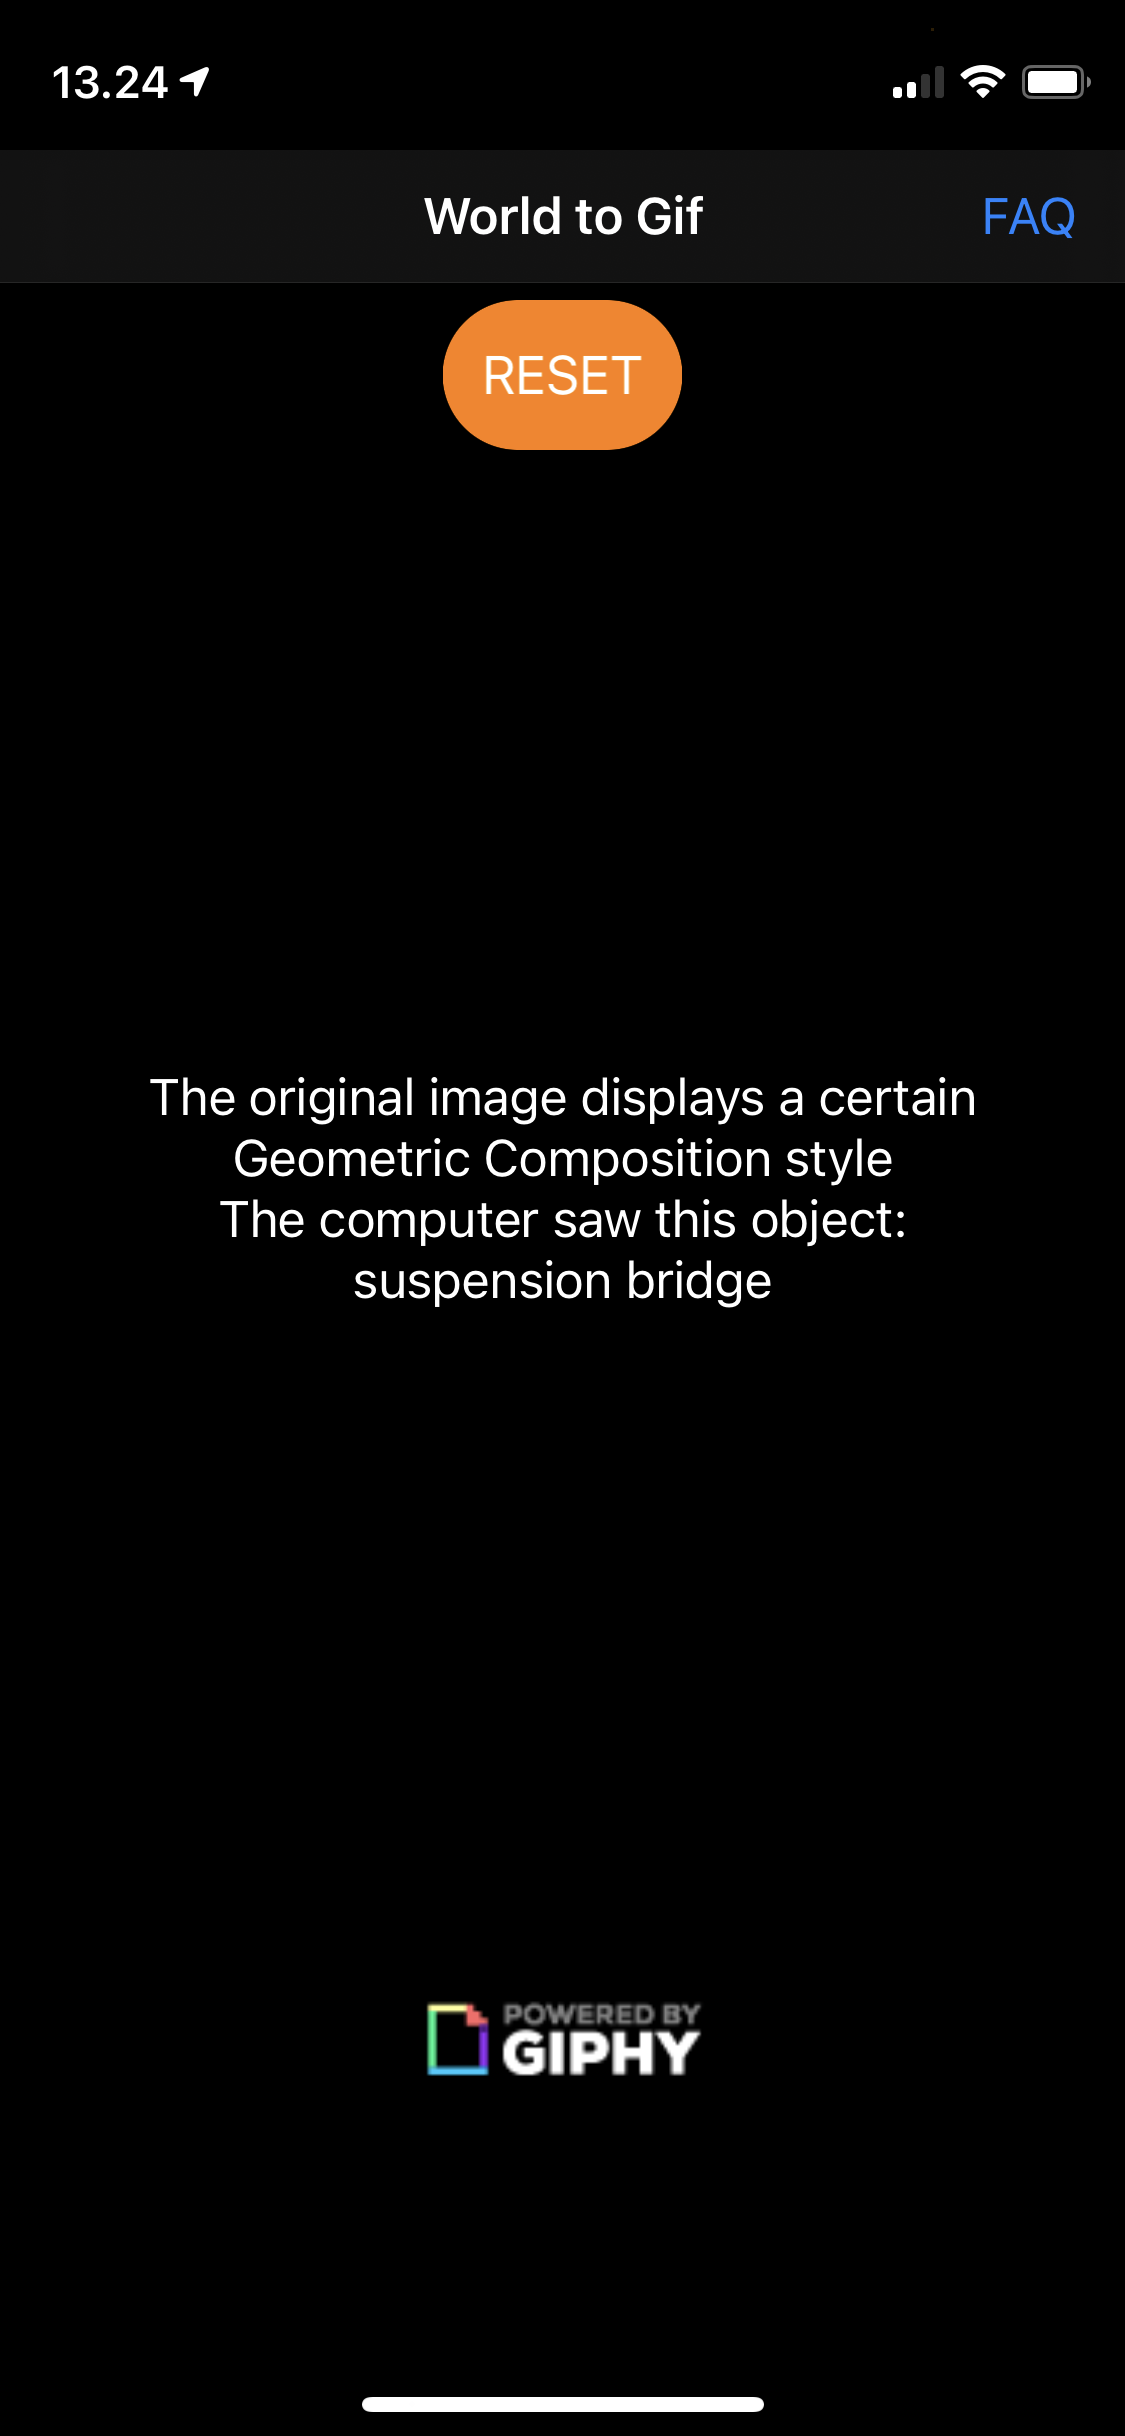 13.24
World to Gif
FAQ
RESET
The original image displays a certain
Geometric Composition style
The computer saw this object:
suspension bridge
POWERED BY
GIPHY